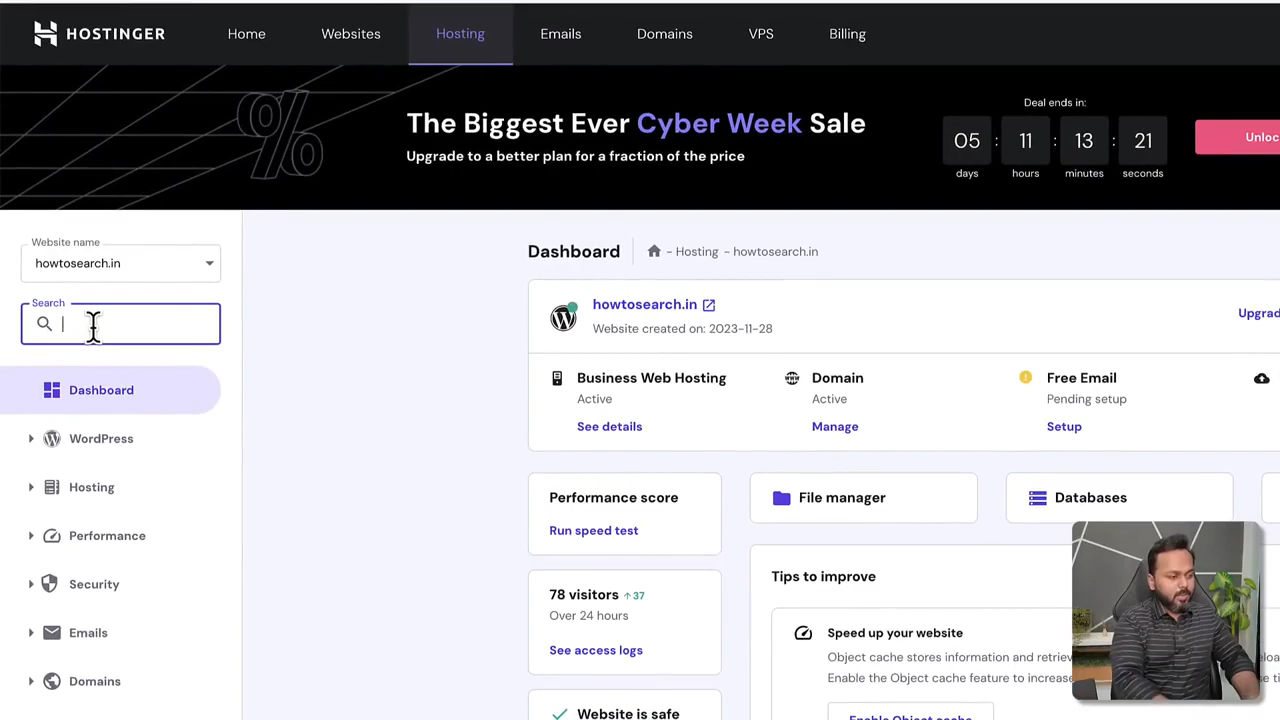 HOSTINGER
Home
Websites
Hosting
Emails
Domains
VPS
Billing
The Biggest Ever Cyber Week Sale
Upgrade to a better plan for a fraction of the price
Deal ends in:
05 : 11 : 13 : 21
days hours minutes seconds
Unloc
Website name
howtosearch.in
Search
Dashboard
WordPress
Hosting
Performance
Security
Emails
Domains
Dashboard
- Hosting - howtosearch.in
howtosearch.in
Website created on: 2023-11-28
Upgrad
Business Web Hosting
Active
See details
Domain
Active
Manage
Free Email
Pending setup
Setup
Performance score
Run speed test
File manager
Databases
78 visitors ↑37
Over 24 hours
See access logs
Website is safe
Tips to improve
Speed up your website
Object cache stores information and retriev
Enable the Object cache feature to increase
Enable Object cache